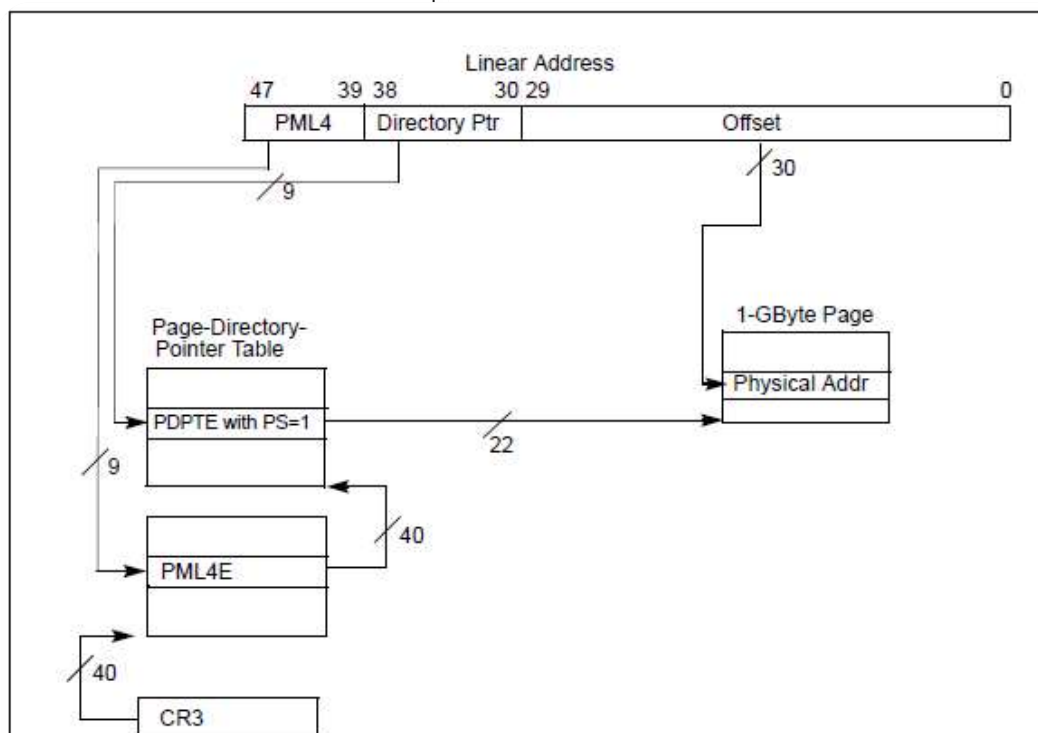 Linear Address
47 39 38 30 29 0
PML4 Directory Ptr Offset
9
30
Page-Directory-
Pointer Table
1-GByte Page
Physical Addr
PDPTE with PS=1
22
9
40
PML4E
40
CR3